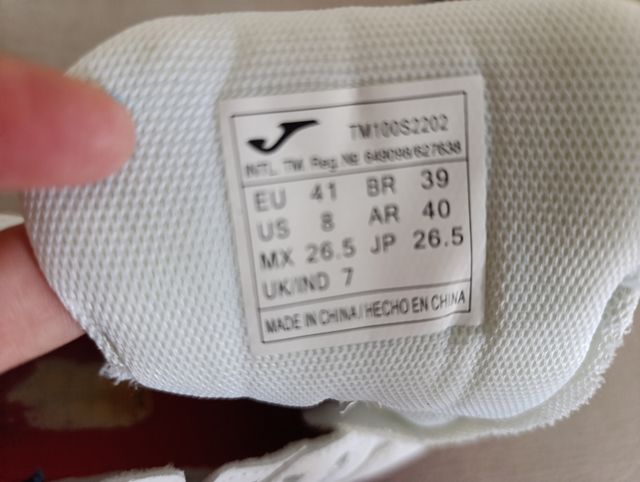 TM100S2202
INTL. TM. Reg.Nº 649098/627638
EU 41 BR 39
US 8 AR 40
MX 26.5 JP 26.5
UK/IND 7
MADE IN CHINA/HECHO EN CHINA